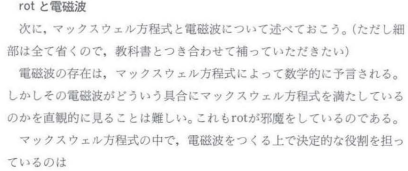 rot と電磁波
次に，マックスウェル方程式と電磁波について述べておこう。(ただし細
部は全て省くので，教科書とつき合わせて補っていただきたい)
電磁波の存在は，マックスウェル方程式によって数学的に予言される。
しかしその電磁波がどういう具合にマックスウェル方程式を満たしている
のかを直観的に見ることは難しい。これもrotが邪魔をしているのである。
マックスウェル方程式の中で，電磁波をつくる上で決定的な役割を担っ
ているのは